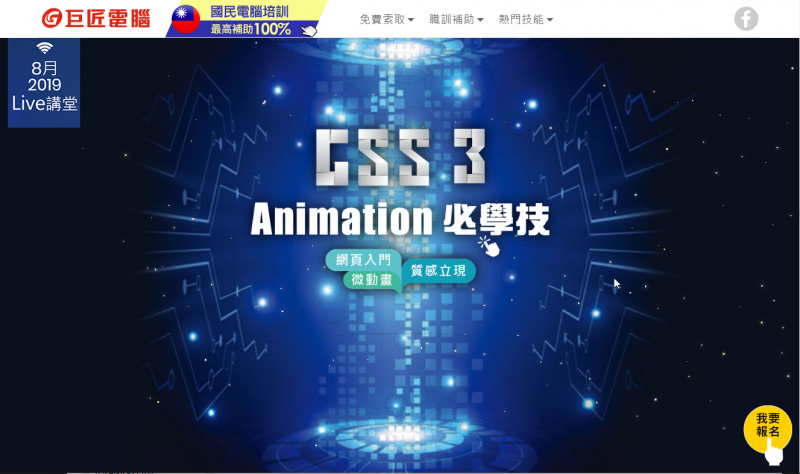 巨匠電腦
國民電腦培訓
最高補助100%
免費索取
職訓補助
熱門技能
8月
2019
Live講堂
CSS 3
Animation 必學技
網頁入門
微動畫
質感立現
我要
報名